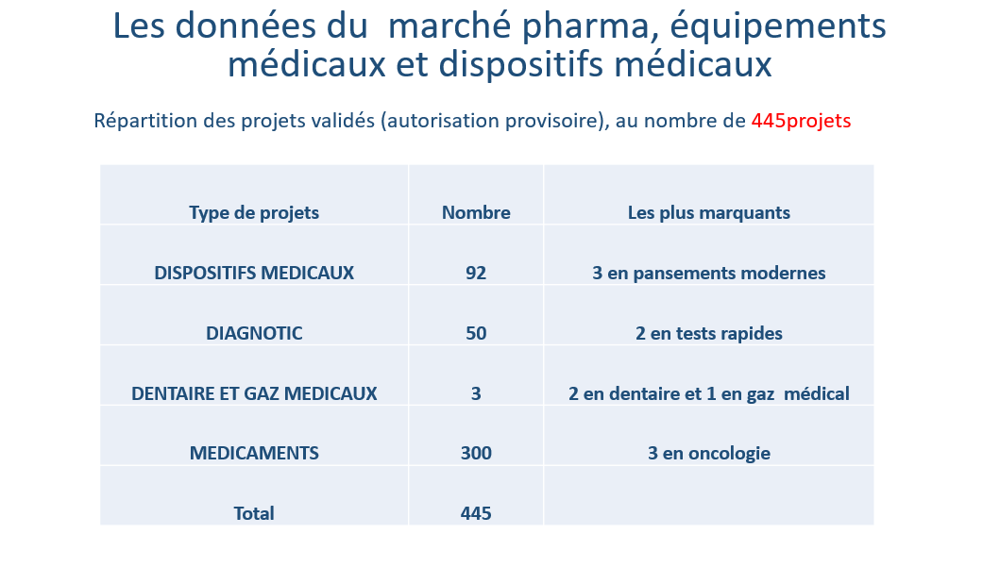 Les données du  marché pharma, équipements
médicaux et dispositifs médicaux
Répartition des projets validés (autorisation provisoire), au nombre de 445projets
Type de projets Nombre Les plus marquants
DISPOSITIFS MEDICAUX 92 3 en pansements modernes
DIAGNOTIC 50 2 en tests rapides
DENTAIRE ET GAZ MEDICAUX 3 2 en dentaire et 1 en gaz  médical
MEDICAMENTS 300 3 en oncologie
Total 445